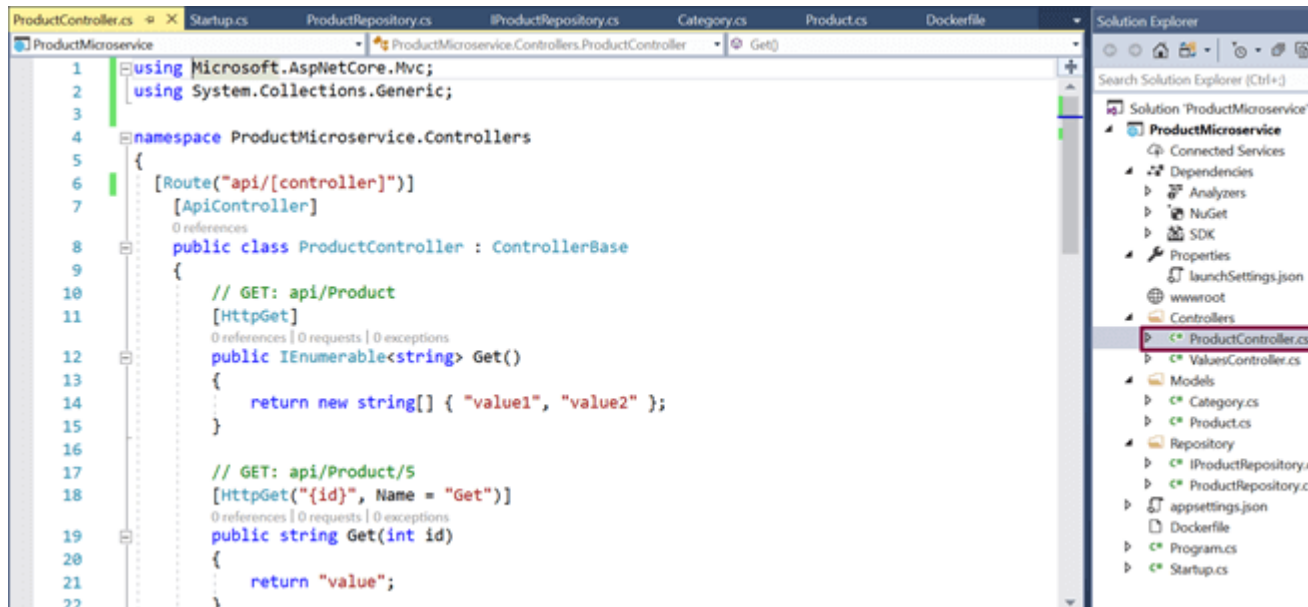 ProductController.cs Startup.cs ProductRepository.cs IProductRepository.cs Category.cs Product.cs Dockerfile
ProductMicroservice ProductMicroservice.Controllers.ProductController Get()
1 using Microsoft.AspNetCore.Mvc;
2 using System.Collections.Generic;
3
4 namespace ProductMicroservice.Controllers
5 {
6 [Route("api/[controller]")]
7 [ApiController]
0 references
8 public class ProductController : ControllerBase
9 {
10 // GET: api/Product
11 [HttpGet]
0 references | 0 requests | 0 exceptions
12 public IEnumerable<string> Get()
13 {
14 return new string[] { "value1", "value2" };
15 }
16
17 // GET: api/Product/5
18 [HttpGet("{id}", Name = "Get")]
0 references | 0 requests | 0 exceptions
19 public string Get(int id)
20 {
21 return "value";
22 }
Solution Explorer
Search Solution Explorer (Ctrl+;)
Solution 'ProductMicroservice'
ProductMicroservice
Connected Services
Dependencies
Analyzers
NuGet
SDK
Properties
launchSettings.json
wwwroot
Controllers
C# ProductController.cs
C# ValuesController.cs
Models
C# Category.cs
C# Product.cs
Repository
C# IProductRepository.
C# ProductRepository.c
appsettings.json
Dockerfile
C# Program.cs
C# Startup.cs